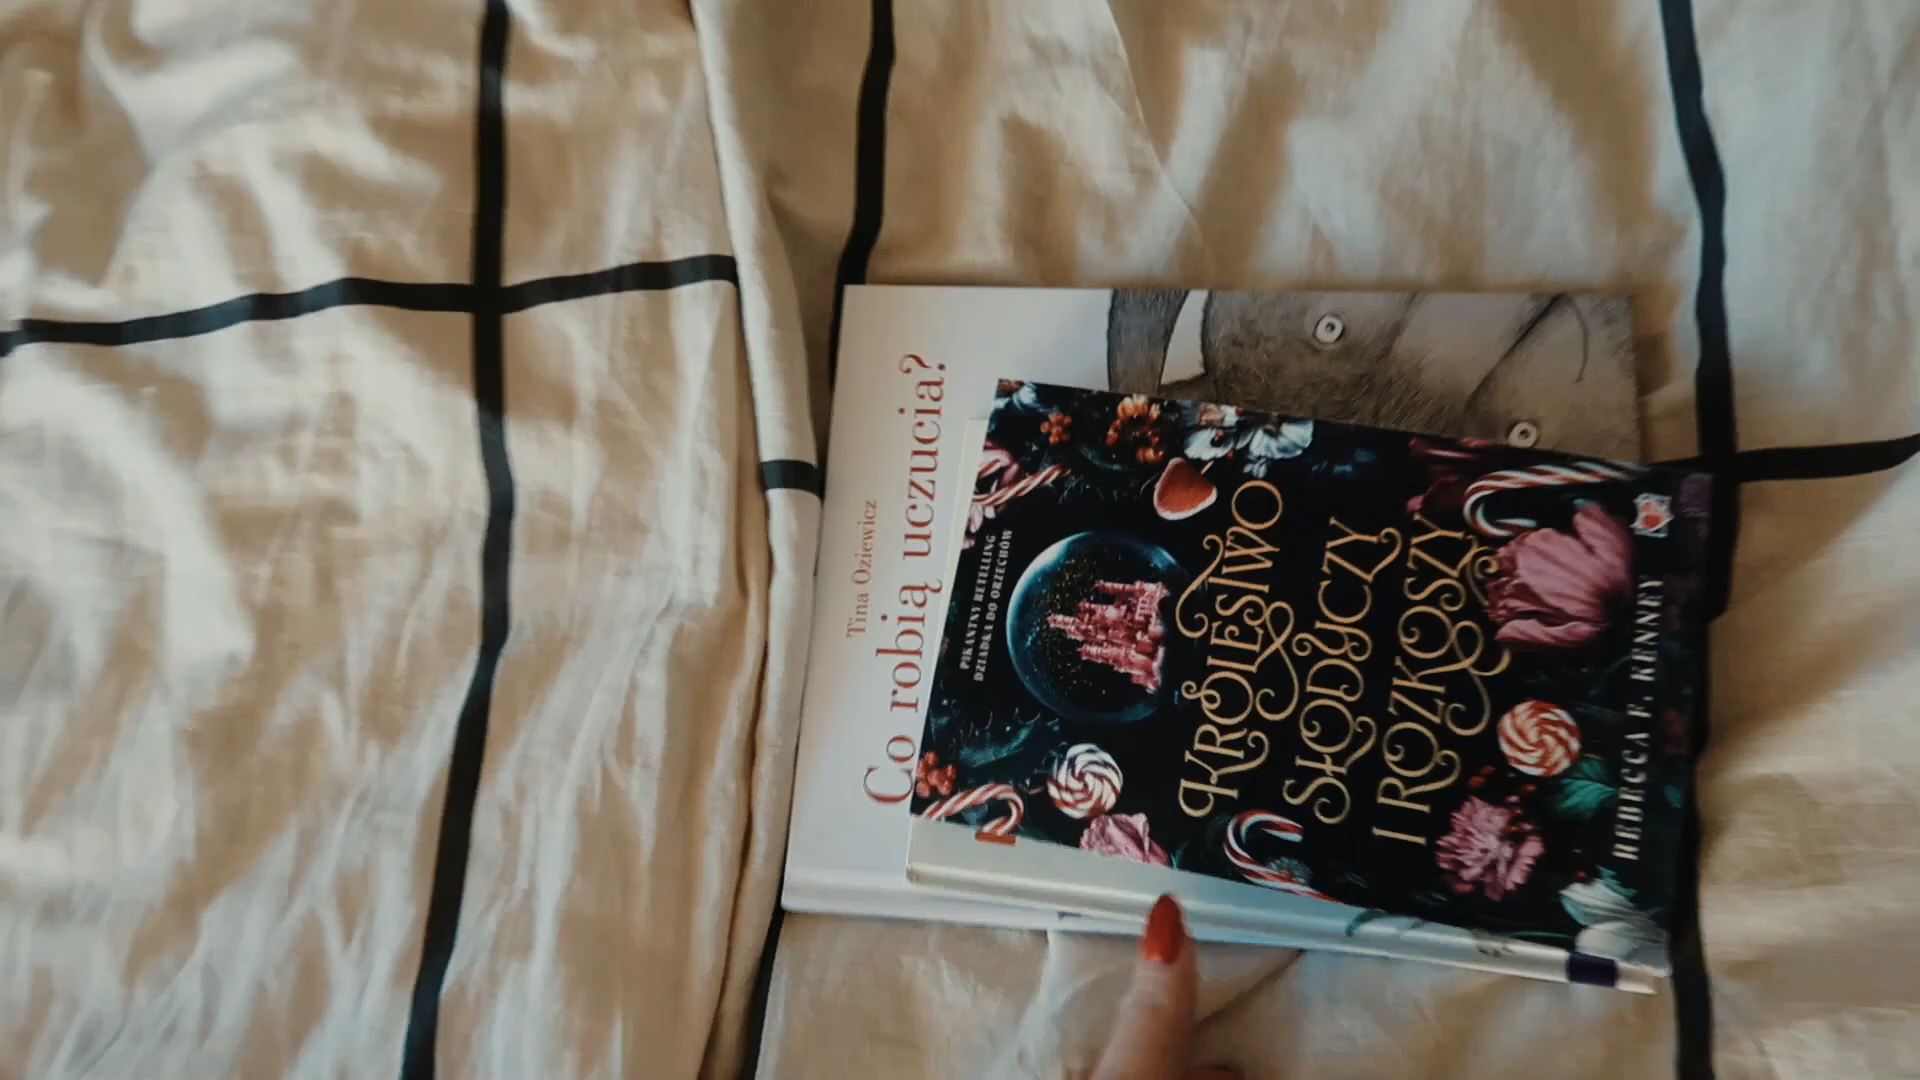 Tina Oziewicz
Co robią uczucia?
PIKANTNY RETELLING
DZIADKA DO ORZECHÓW
KRÓLESTWO
SŁODYCZY
I ROZKOSZY
REBECCA F. KENNEY